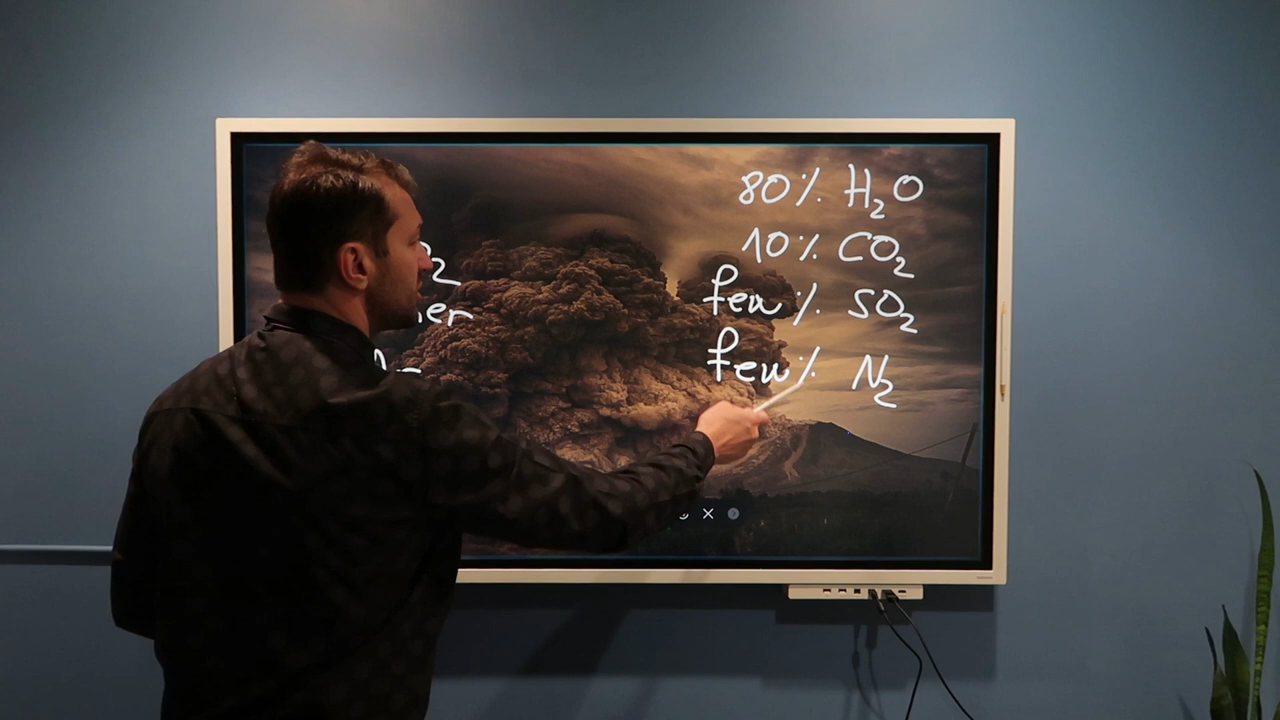 80% H₂O
10% CO₂
few % SO₂
few % N₂